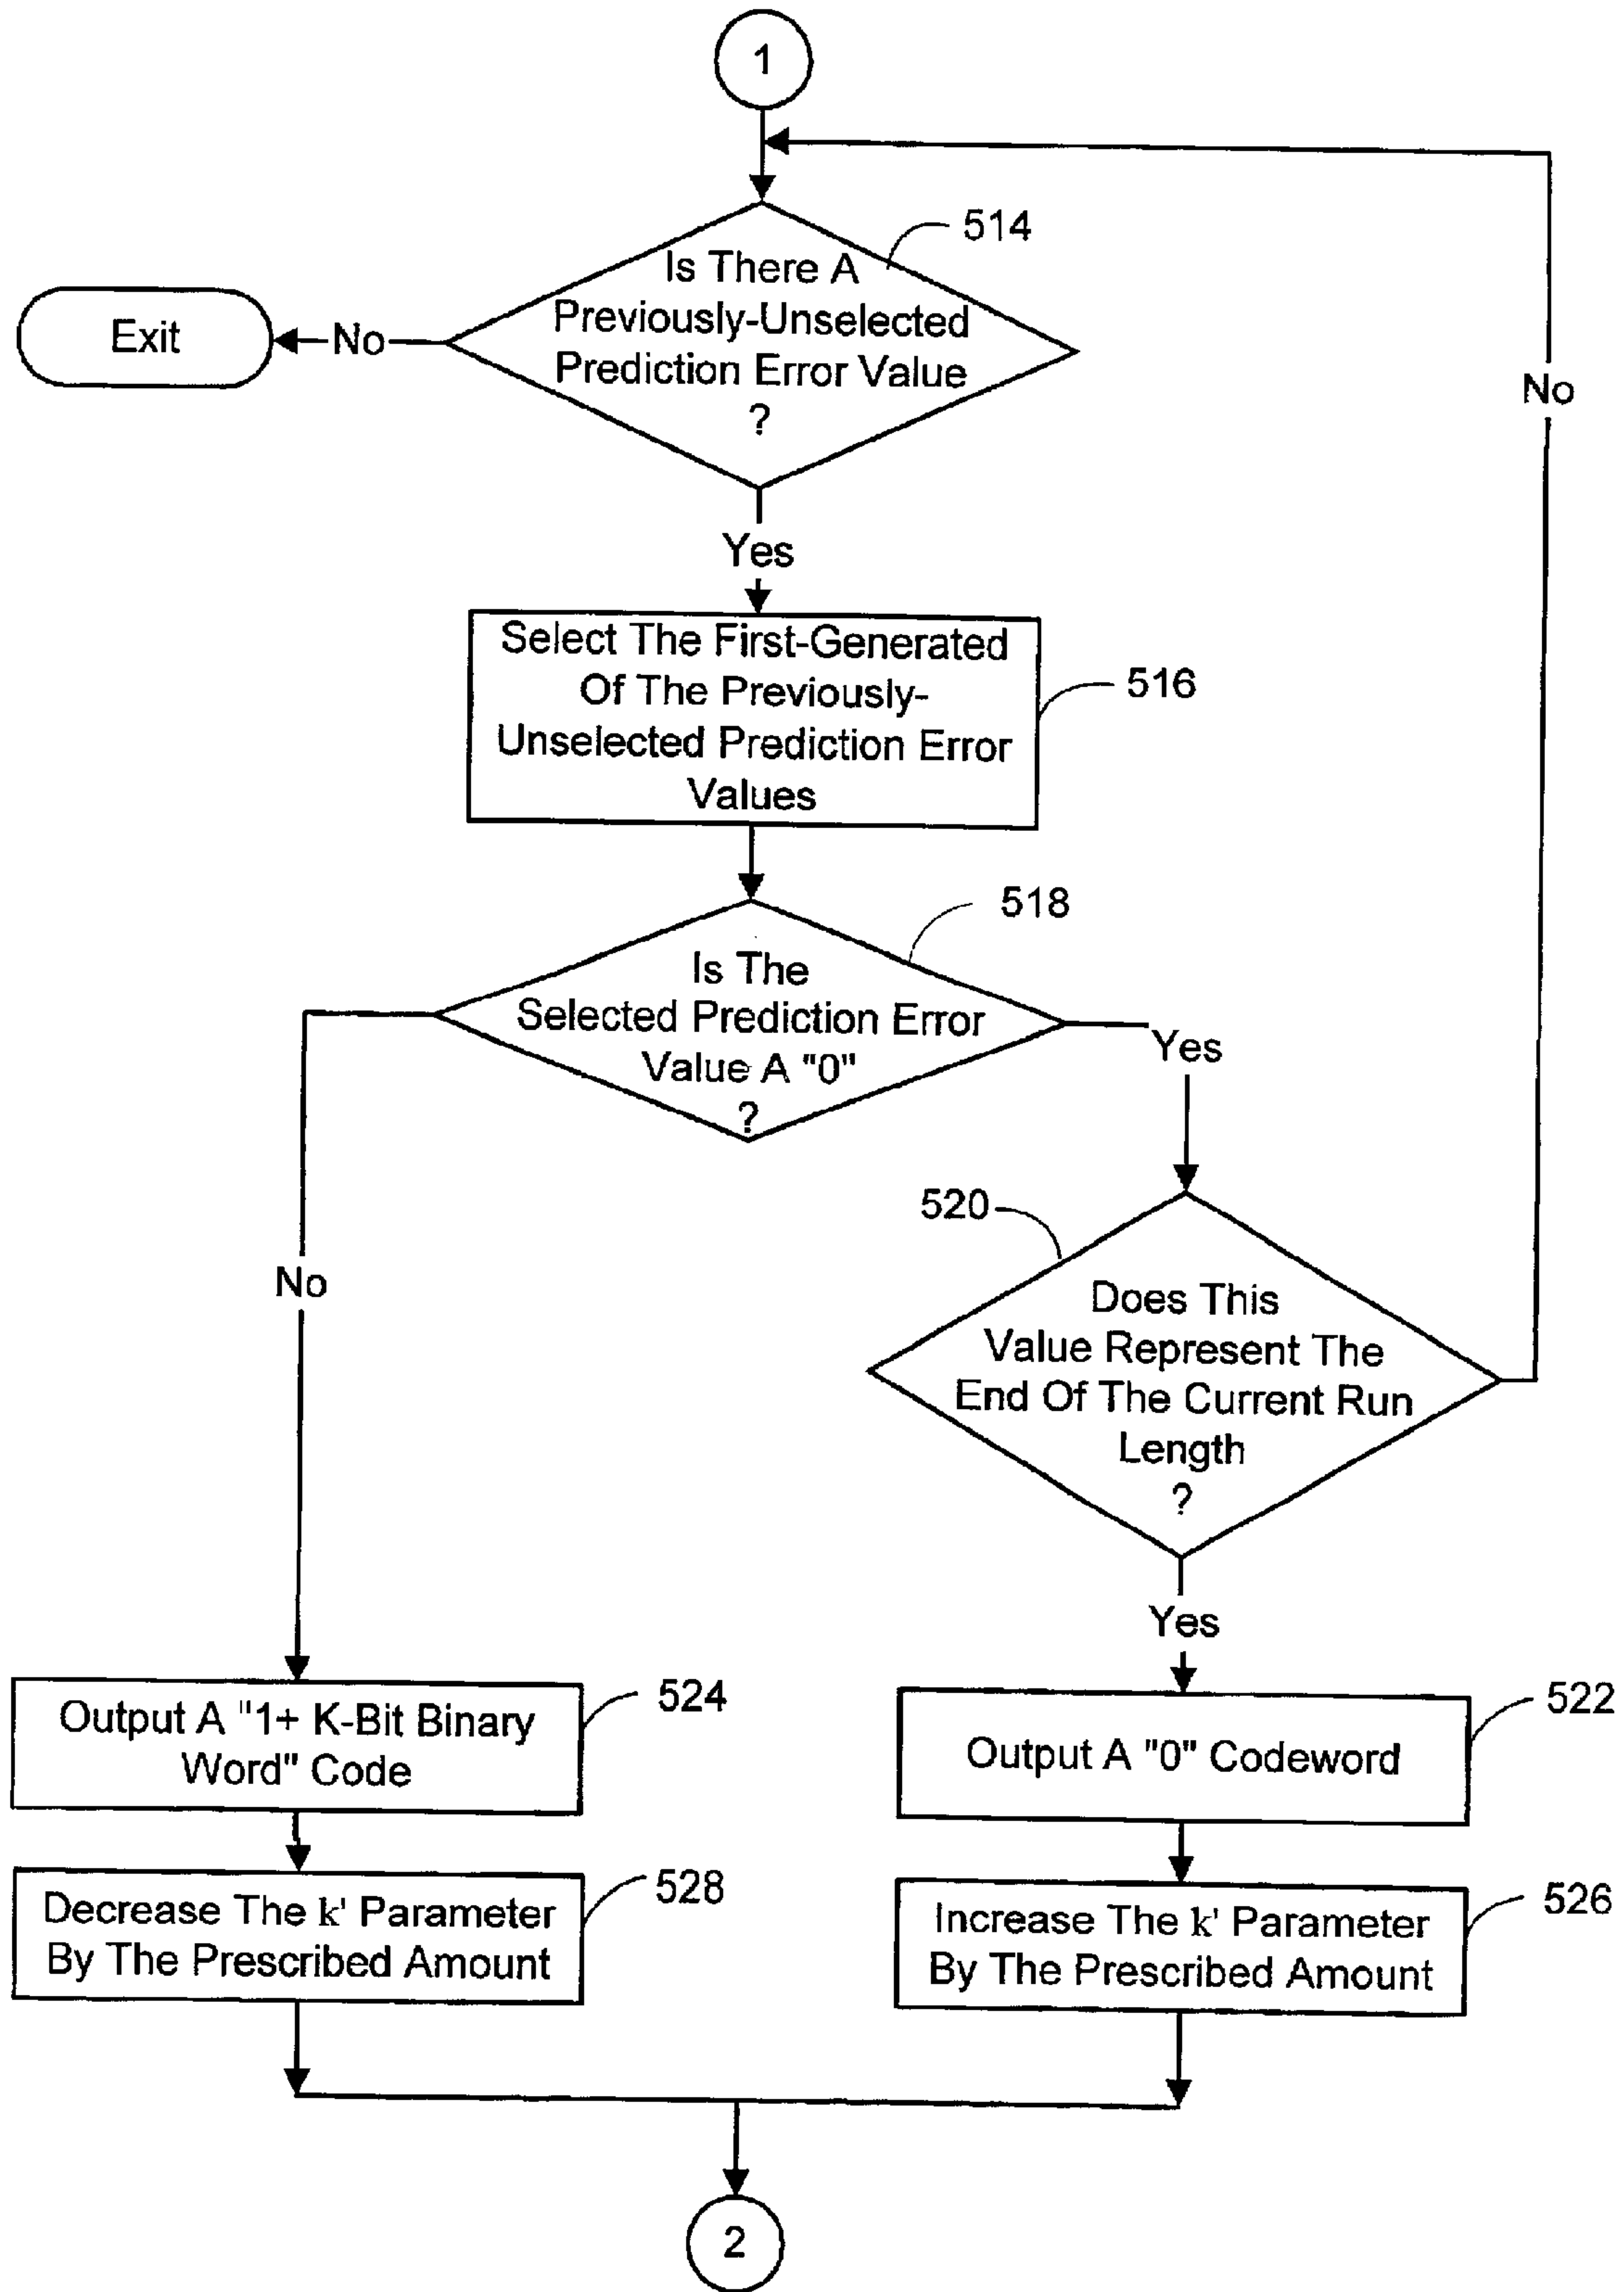 1
514
Is There A
Previously-Unselected
Prediction Error Value
?
Exit
No
No
Yes
Select The First-Generated
Of The Previously-
Unselected Prediction Error
Values
516
518
Is The
Selected Prediction Error
Value A "0"
?
Yes
520
Does This
Value Represent The
End Of The Current Run
Length
?
No
Yes
Output A "1+ K-Bit Binary
Word" Code
524
Output A "0" Codeword
522
Decrease The k' Parameter
By The Prescribed Amount
528
Increase The k' Parameter
By The Prescribed Amount
526
2